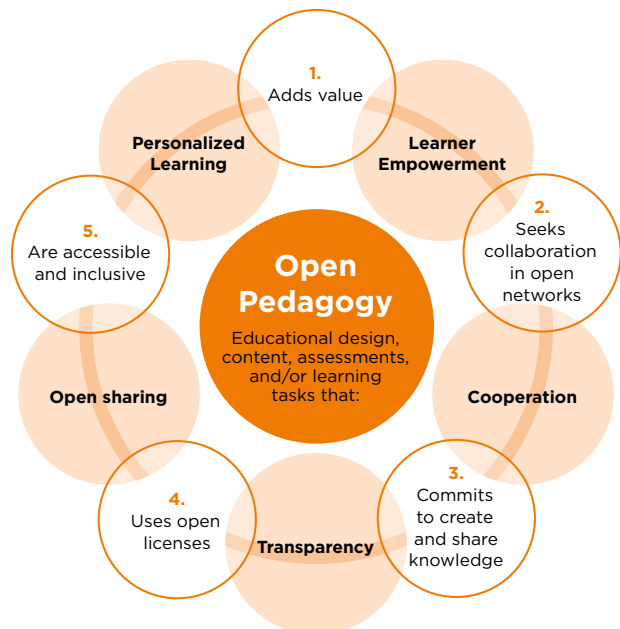 Open
Pedagogy
Educational design,
content, assessments,
and/or learning
tasks that:
1.
Adds value
Learner
Empowerment
2.
Seeks
collaboration
in open
networks
Cooperation
3.
Commits
to create
and share
knowledge
Transparency
4.
Uses open
licenses
Open sharing
5.
Are accessible
and inclusive
Personalized
Learning